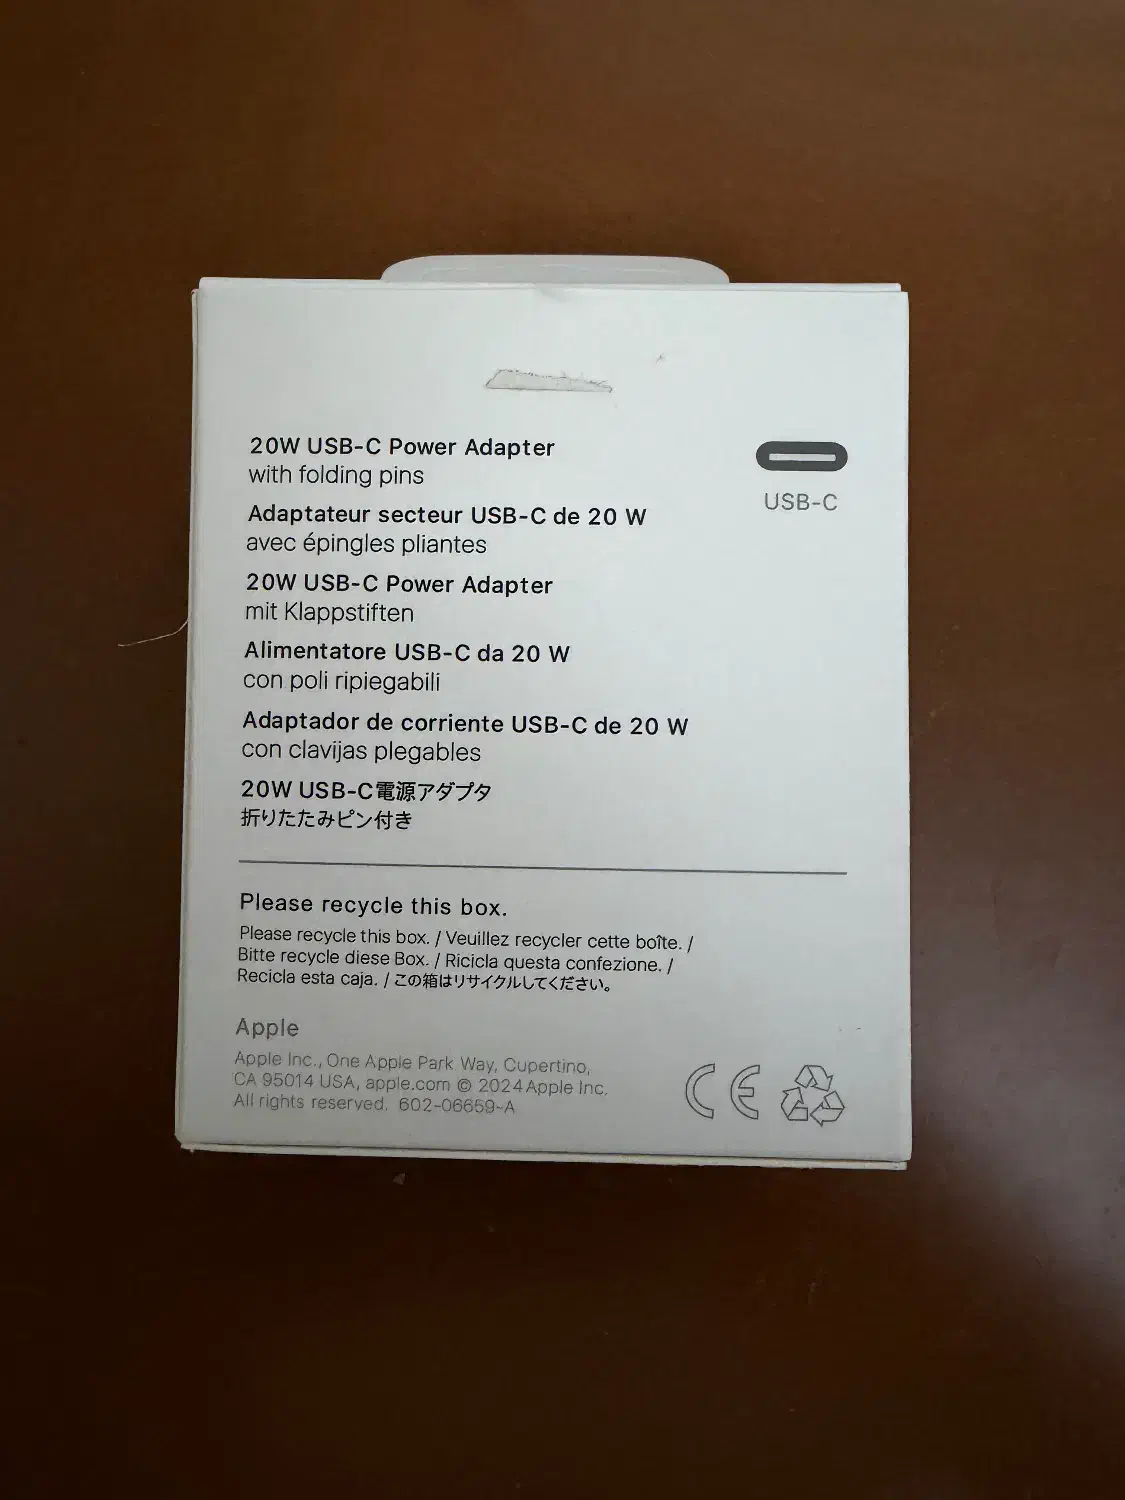 20W USB-C Power Adapter
with folding pins
USB-C
Adaptateur secteur USB-C de 20 W
avec épingles pliantes
20W USB-C Power Adapter
mit Klappstiften
Alimentatore USB-C da 20 W
con poli ripiegabili
Adaptador de corriente USB-C de 20 W
con clavijas plegables
20W USB-C電源アダプタ
折りたたみピン付き
Please recycle this box.
Please recycle this box. / Veuillez recycler cette boîte. /
Bitte recycle diese Box. / Ricicla questa confezione. /
Recicla esta caja. / この箱はリサイクルしてください。
Apple
Apple Inc., One Apple Park Way, Cupertino,
CA 95014 USA, apple.com © 2024 Apple Inc.
All rights reserved. 602-06659-A
CE